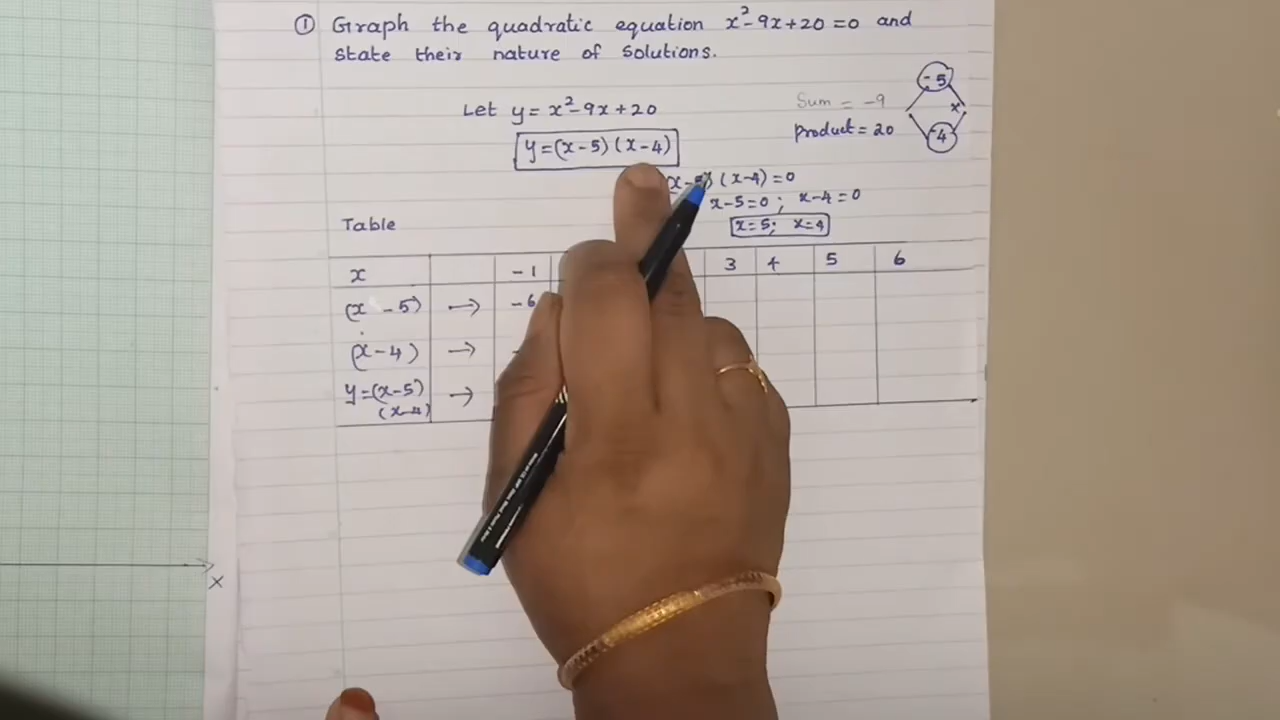 ① Graph the quadratic equation x²-9x+20=0 and
state their nature of solutions.
Let y = x²-9x+20
y=(x-5)(x-4)
Sum = -9
product = 20
-5
x
-4
(x-4)=0
x-5=0 ; x-4=0
x=5; x=4
Table
x -1 3 4 5 6
(x-5) → -6
(x-4) →
y=(x-5) →
(x-4)
X